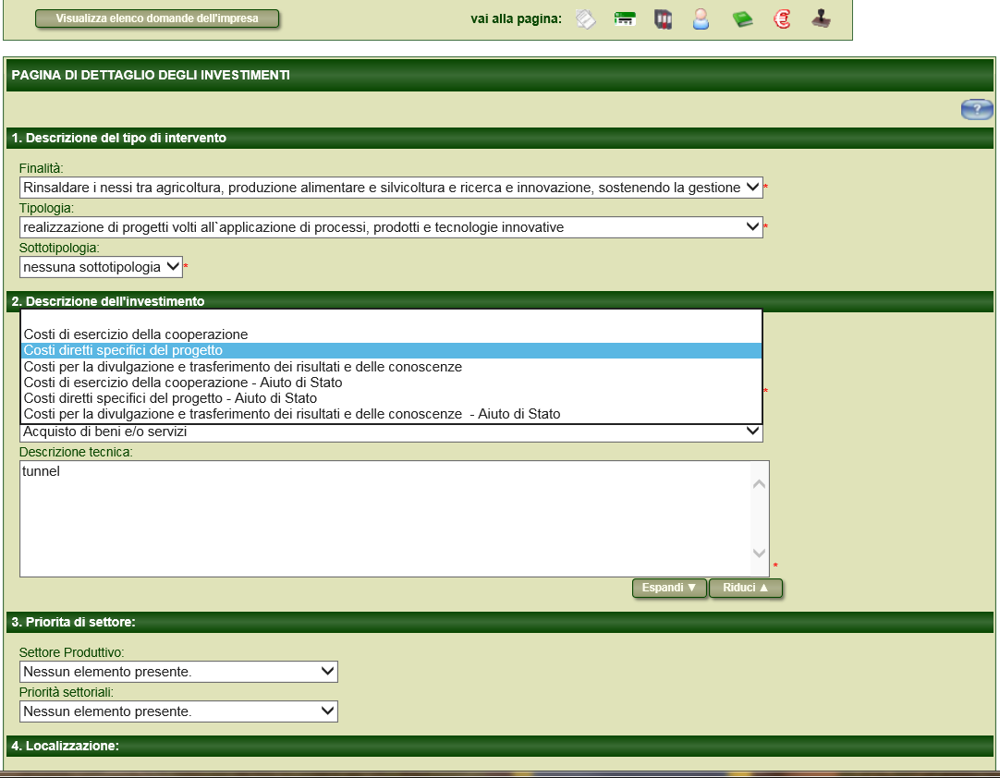 Visualizza elenco domande dell'impresa
vai alla pagina:
PAGINA DI DETTAGLIO DEGLI INVESTIMENTI
?
1. Descrizione del tipo di intervento
Finalità:
Rinsaldare i nessi tra agricoltura, produzione alimentare e silvicoltura e ricerca e innovazione, sostenendo la gestione
*
Tipologia:
realizzazione di progetti volti all`applicazione di processi, prodotti e tecnologie innovative
*
Sottotipologia:
nessuna sottotipologia
*
2. Descrizione dell'investimento
Costi di esercizio della cooperazione
Costi diretti specifici del progetto
Costi per la divulgazione e trasferimento dei risultati e delle conoscenze
Costi di esercizio della cooperazione - Aiuto di Stato
*
Costi diretti specifici del progetto - Aiuto di Stato
Costi per la divulgazione e trasferimento dei risultati e delle conoscenze  - Aiuto di Stato
Acquisto di beni e/o servizi
Descrizione tecnica:
tunnel
*
Espandi ▼ Riduci ▲
3. Priorita di settore:
Settore Produttivo:
Nessun elemento presente.
Priorità settoriali:
Nessun elemento presente.
4. Localizzazione: